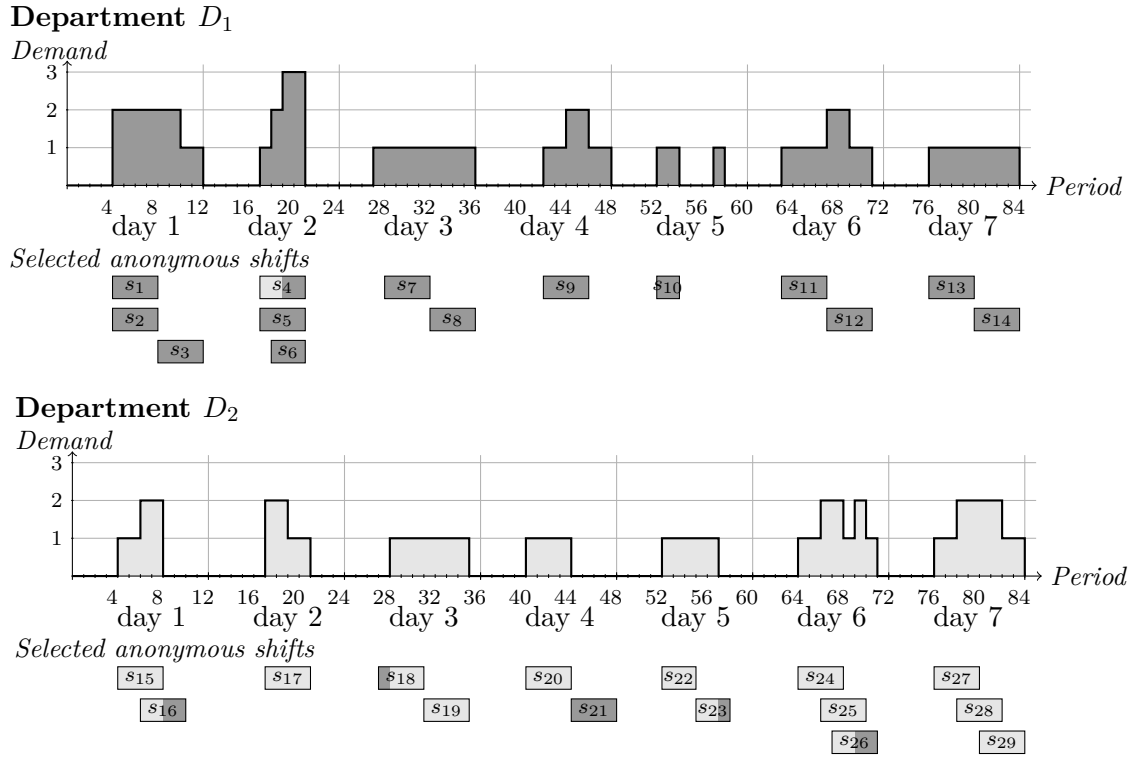 Department D₁
Demand
3
2
1
4 8 12 16 20 24 28 32 36 40 44 48 52 56 60 64 68 72 76 80 84 Period
day 1 day 2 day 3 day 4 day 5 day 6 day 7
Selected anonymous shifts
s₁ s₄ s₇ s₉ s₁₀ s₁₁ s₁₃
s₂ s₅ s₈ s₁₂ s₁₄
s₃ s₆
Department D₂
Demand
3
2
1
4 8 12 16 20 24 28 32 36 40 44 48 52 56 60 64 68 72 76 80 84 Period
day 1 day 2 day 3 day 4 day 5 day 6 day 7
Selected anonymous shifts
s₁₅ s₁₇ s₁₈ s₂₀ s₂₂ s₂₄ s₂₇
s₁₆ s₁₉ s₂₁ s₂₃ s₂₅ s₂₈
s₂₆ s₂₉